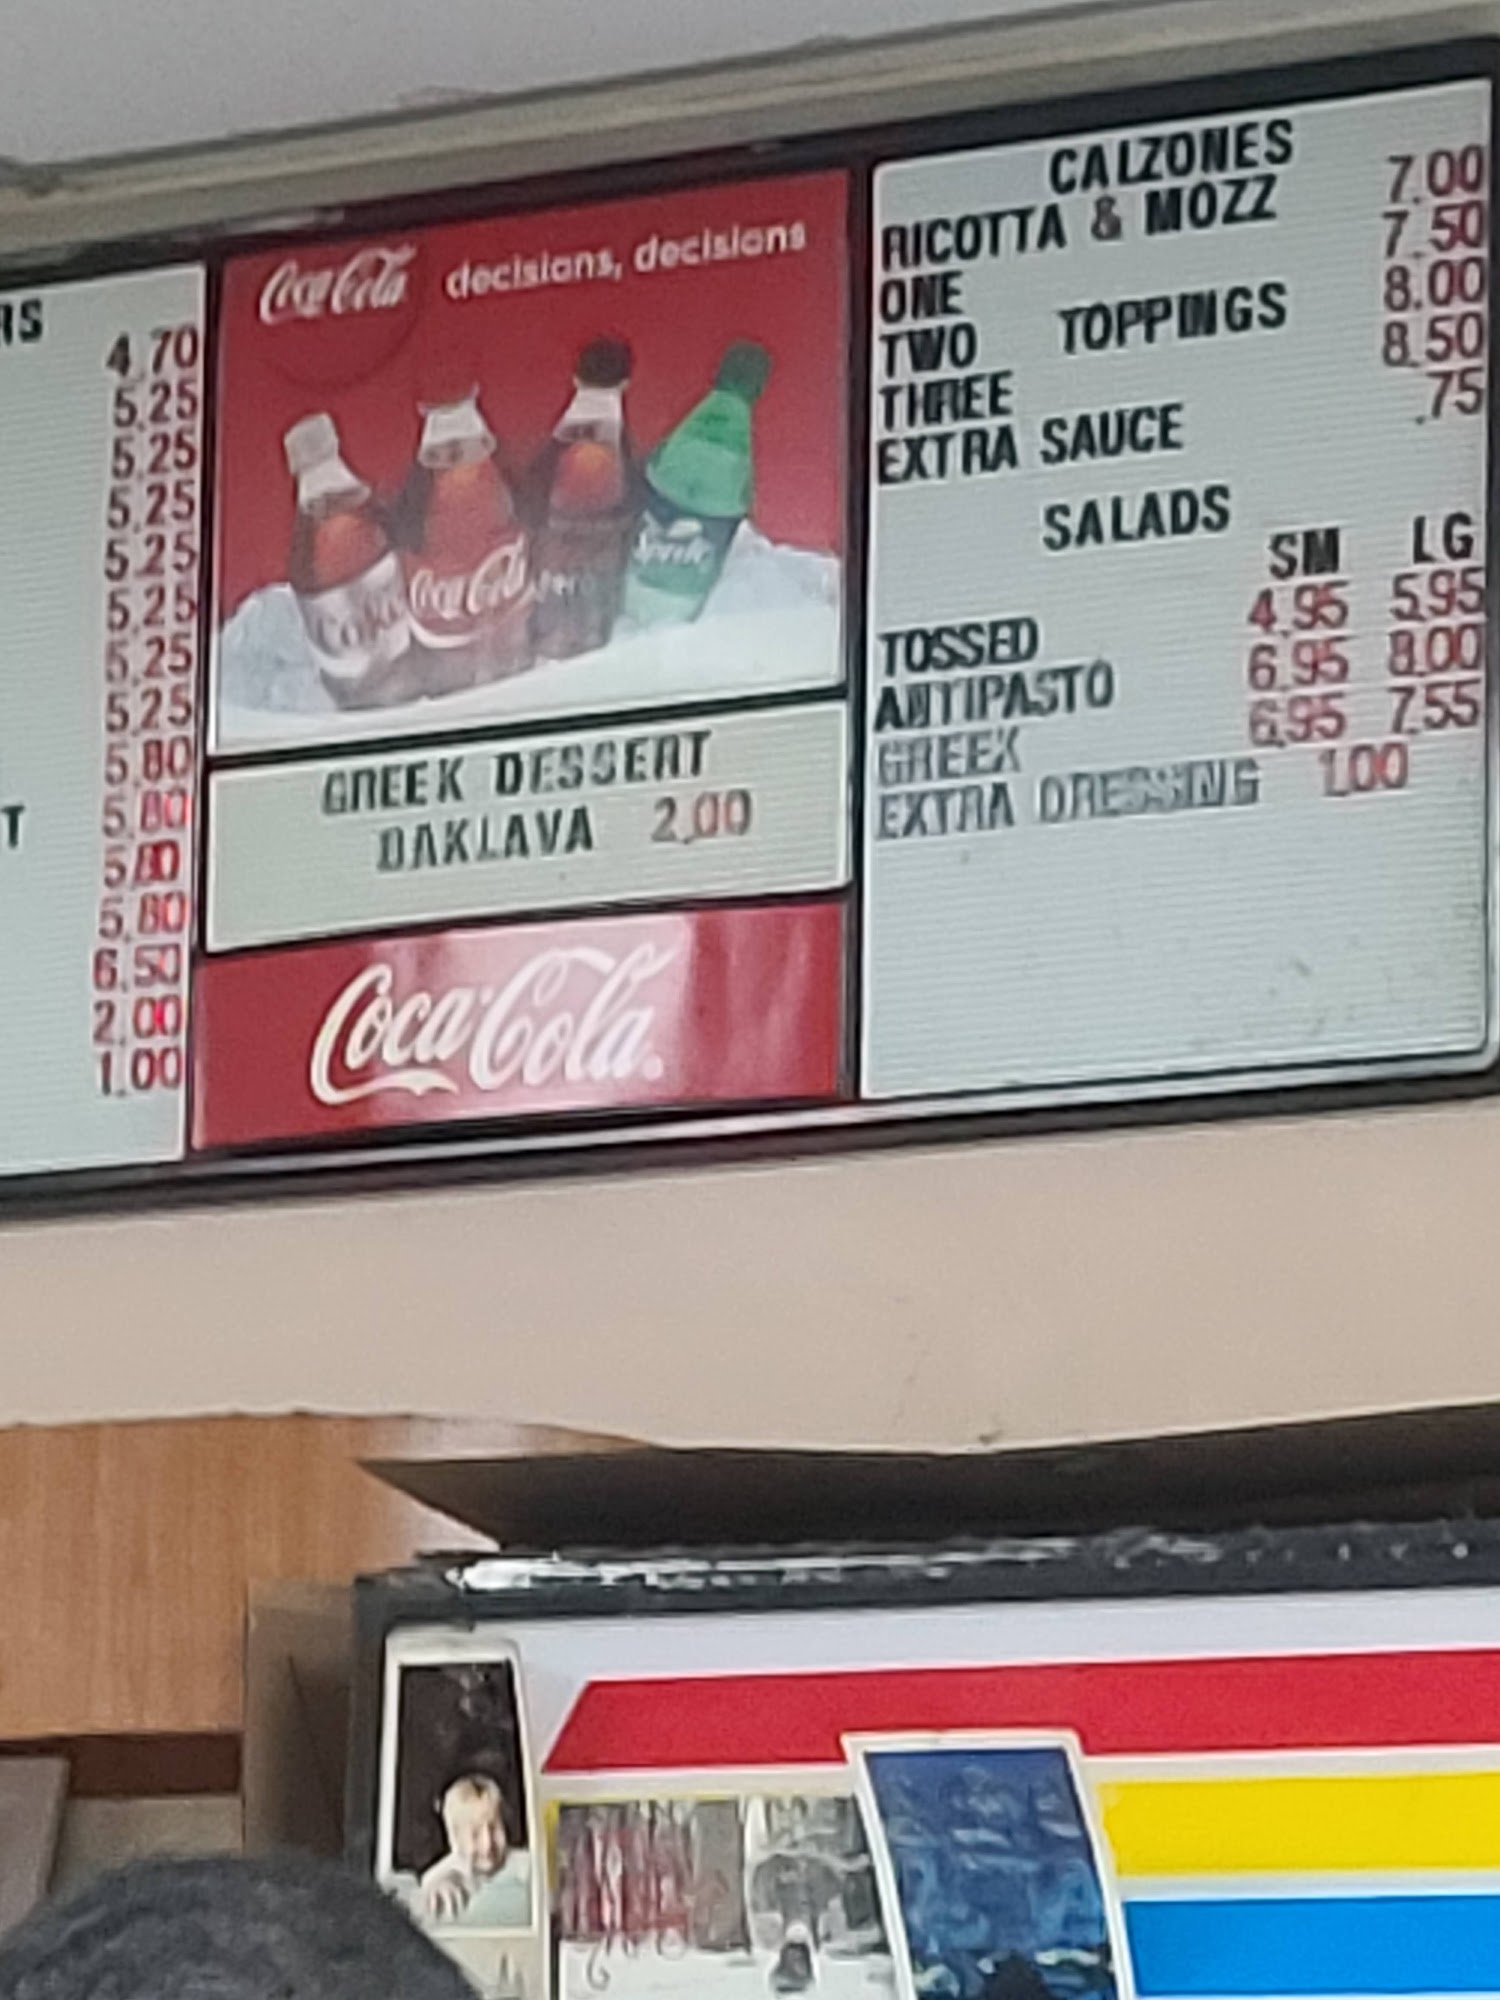 RS
4.70
5.25
5.25
5.25
5.25
5.25
5.25
5.25
5.80
T 5.80
5.80
5.80
6.50
2.00
1.00
Coca-Cola decisions, decisions
Coca-Cola
Sprite
GREEK DESSERT
BAKLAVA 2.00
Coca-Cola
CALZONES
RICOTTA & MOZZ 7.00
ONE 7.50
TWO TOPPINGS 8.00
THREE 8.50
EXTRA SAUCE .75
SALADS
SM LG
TOSSED 4.95 5.95
ANTIPASTO 6.95 8.00
GREEK 6.95 7.55
EXTRA DRESSING 1.00